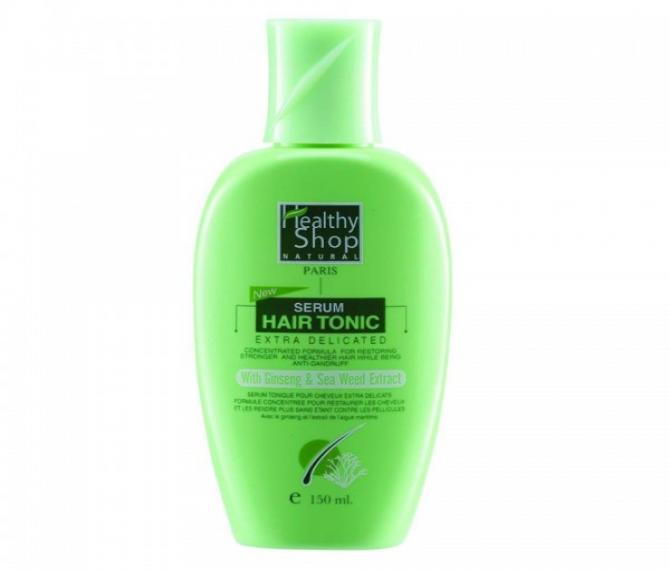 Healthy
Shop
NATURAL
PARIS
New
SERUM
HAIR TONIC
EXTRA DELICATED
CONCENTRATED FORMULA FOR RESTORING
STRONGER AND HEALTHIER HAIR WHILE BEING
ANTI-DANDRUFF
With Ginseng & Sea Weed Extract
SERUM TONIQUE POUR CHEVEUX EXTRA DELICATS
FORMULE CONCENTREE POUR RESTAURER LES CHEVEUX
ET LES RENDRE PLUS SAINS ETANT CONTRE LES PELLICULES
Avec le ginseng et l'extrait de l'algue maritime
e 150 ml.